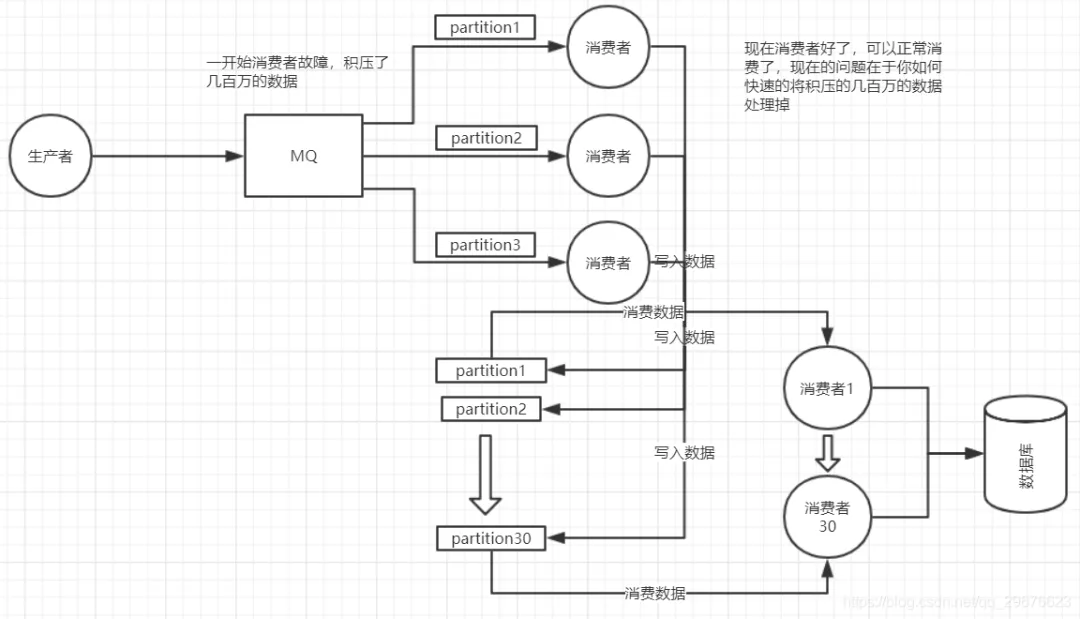 partition1
消费者
一开始消费者故障，积压了
几百万的数据
现在消费者好了，可以正常消
费了，现在的问题在于你如何
快速的将积压的几百万的数据
处理掉
生产者
MQ
partition2
消费者
partition3
消费者
写入数据
消费数据
写入数据
partition1
partition2
消费者1
写入数据
数据库
消费者
30
partition30
消费数据
https://blog.csdn.net/qq_29676623